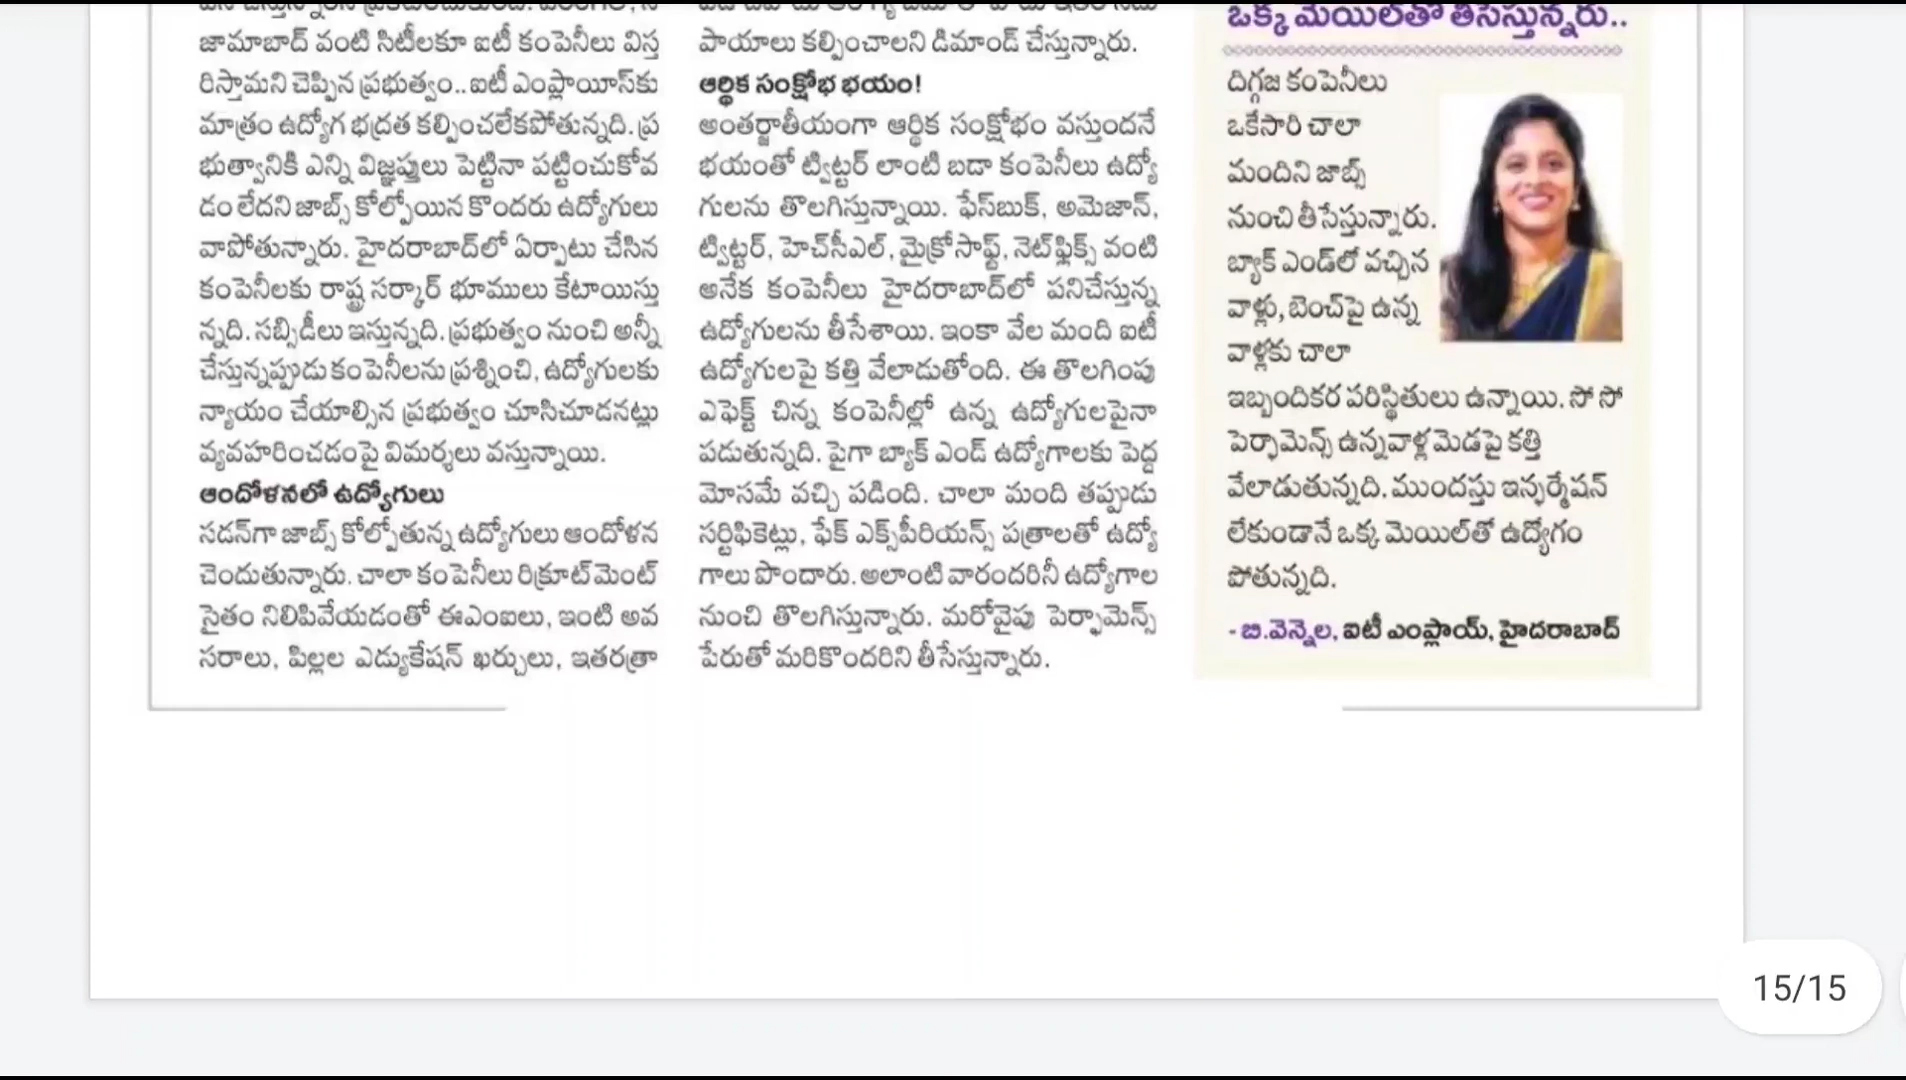 జామాబాద్ వంటి సిటీలకూ ఐటీ కంపెనీలు విస్త
రిస్తామని చెప్పిన ప్రభుత్వం.. ఐటీ ఎంప్లాయీస్‌కు
మాత్రం ఉద్యోగ భద్రత కల్పించలేకపోతున్నది. ప్ర
భుత్వానికి ఎన్ని విజ్ఞప్తులు పెట్టినా పట్టించుకోవ
డం లేదని జాబ్స్ కోల్పోయిన కొందరు ఉద్యోగులు
వాపోతున్నారు. హైదరాబాద్‌లో ఏర్పాటు చేసిన
కంపెనీలకు రాష్ట్ర సర్కార్ భూములు కేటాయిస్తు
న్నది. సబ్సిడీలు ఇస్తున్నది. ప్రభుత్వం నుంచి అన్నీ
చేస్తున్నప్పుడు కంపెనీలను ప్రశ్నించి, ఉద్యోగులకు
న్యాయం చేయాల్సిన ప్రభుత్వం చూసిచూడనట్లు
వ్యవహరించడంపై విమర్శలు వస్తున్నాయి.
ఆందోళనలో ఉద్యోగులు
సడన్‌గా జాబ్స్ కోల్పోతున్న ఉద్యోగులు ఆందోళన
చెందుతున్నారు. చాలా కంపెనీలు రిక్రూట్‌మెంట్
సైతం నిలిపివేయడంతో ఈఎంఐలు, ఇంటి అవ
సరాలు, పిల్లల ఎడ్యుకేషన్ ఖర్చులు, ఇతరత్రా
పాయాలు కల్పించాలని డిమాండ్ చేస్తున్నారు.
ఆర్థిక సంక్షోభ భయం!
అంతర్జాతీయంగా ఆర్థిక సంక్షోభం వస్తుందనే
భయంతో ట్విట్టర్ లాంటి బడా కంపెనీలు ఉద్యో
గులను తొలగిస్తున్నాయి. ఫేస్‌బుక్, అమెజాన్,
ట్విట్టర్, హెచ్‌సీఎల్, మైక్రోసాఫ్ట్, నెట్‌ఫ్లిక్స్ వంటి
అనేక కంపెనీలు హైదరాబాద్‌లో పనిచేస్తున్న
ఉద్యోగులను తీసేశాయి. ఇంకా వేల మంది ఐటీ
ఉద్యోగులపై కత్తి వేలాడుతోంది. ఈ తొలగింపు
ఎఫెక్ట్ చిన్న కంపెనీల్లో ఉన్న ఉద్యోగులపైనా
పడుతున్నది. పైగా బ్యాక్ ఎండ్ ఉద్యోగాలకు పెద్ద
మోసమే వచ్చి పడింది. చాలా మంది తప్పుడు
సర్టిఫికెట్లు, ఫేక్ ఎక్స్‌పీరియన్స్ పత్రాలతో ఉద్యో
గాలు పొందారు. అలాంటి వారందరినీ ఉద్యోగాల
నుంచి తొలగిస్తున్నారు. మరోవైపు పెర్ఫామెన్స్
పేరుతో మరికొందరిని తీసేస్తున్నారు.
ఒక్క మెయిల్‌తో తీసేస్తున్నరు..
దిగ్గజ కంపెనీలు
ఒకేసారి చాలా
మందిని జాబ్స్
నుంచి తీసేస్తున్నారు.
బ్యాక్ ఎండ్‌లో వచ్చిన
వాళ్లు, బెంచ్‌పై ఉన్న
వాళ్లకు చాలా
ఇబ్బందికర పరిస్థితులు ఉన్నాయి. సో సో
పెర్ఫామెన్స్ ఉన్నవాళ్ల మెడపై కత్తి
వేలాడుతున్నది. ముందస్తు ఇన్ఫర్మేషన్
లేకుండానే ఒక్క మెయిల్‌తో ఉద్యోగం
పోతున్నది.
- బి.వెన్నెల, ఐటీ ఎంప్లాయ్, హైదరాబాద్
15/15